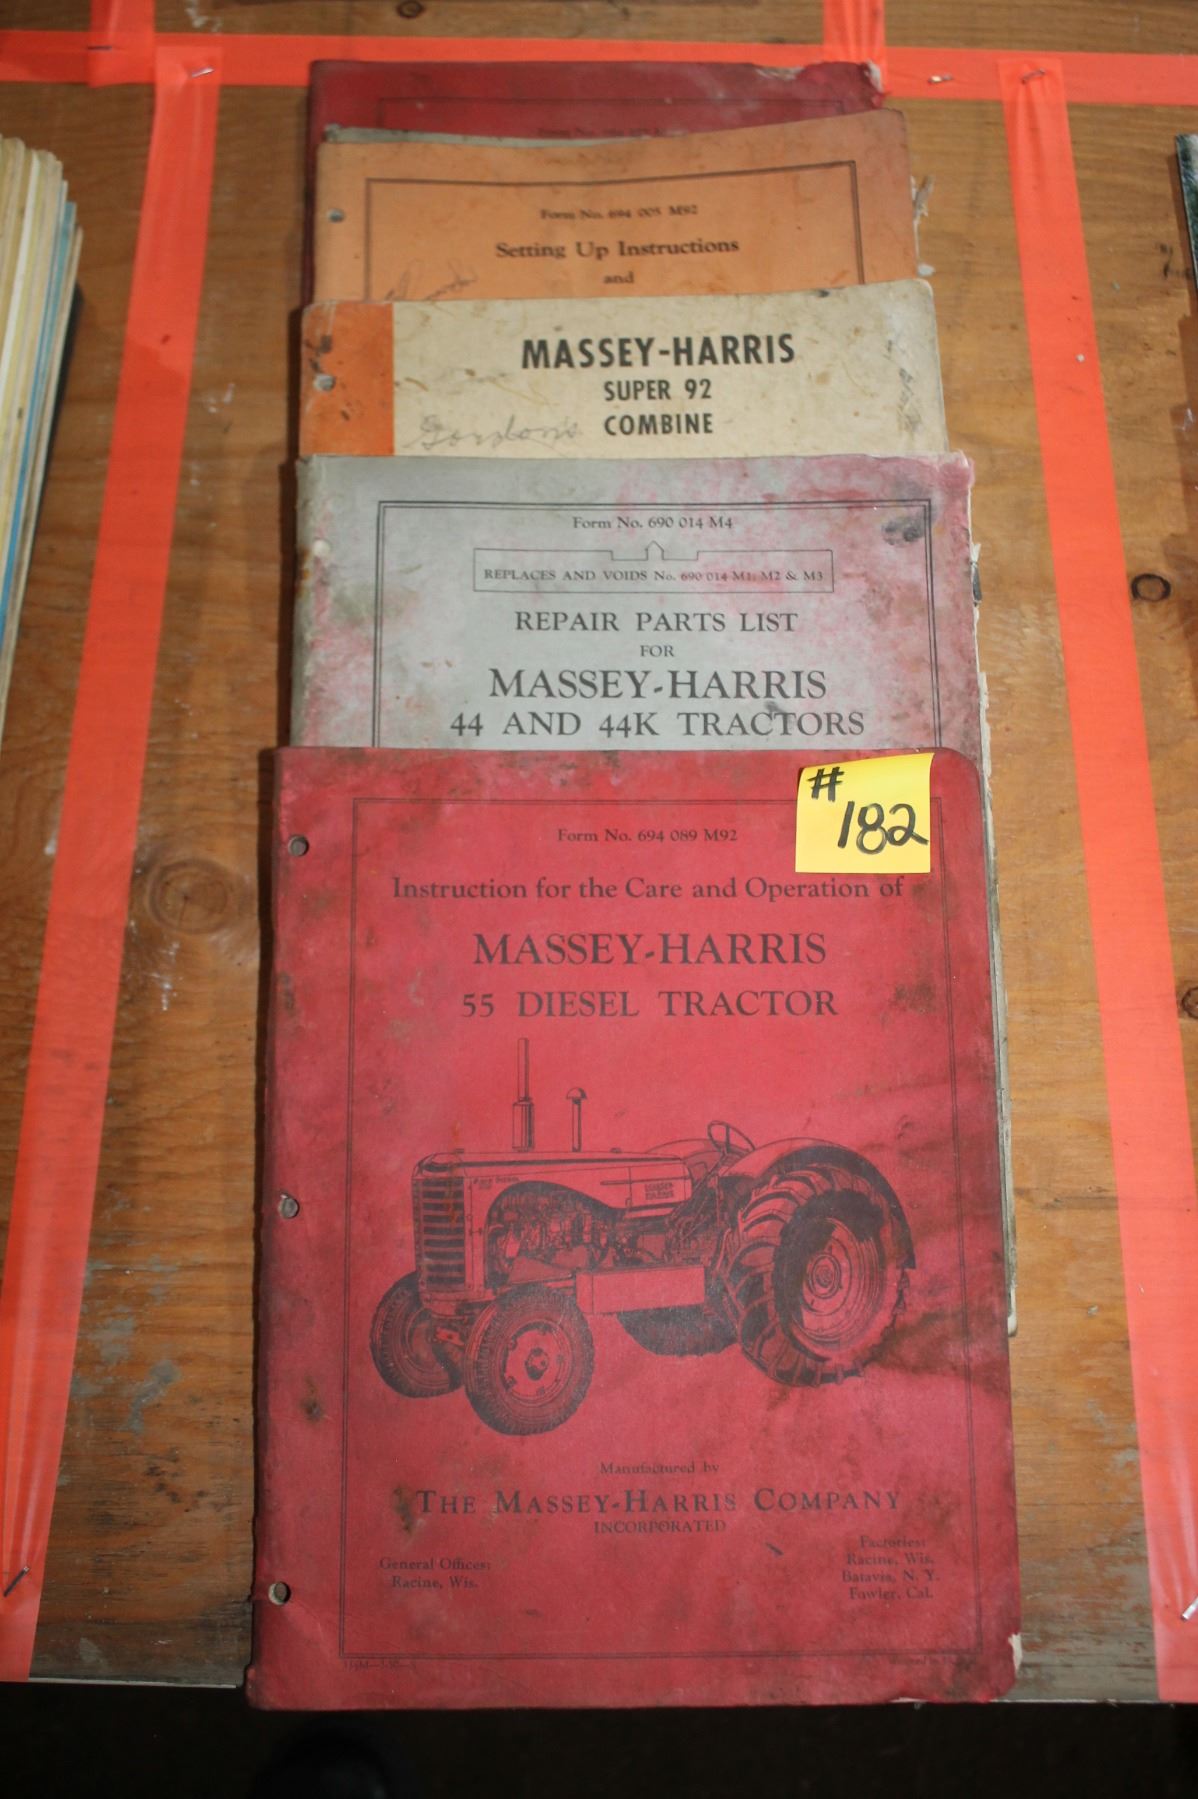 Form No. 694 005 M92
Setting Up Instructions
and
MASSEY-HARRIS
SUPER 92
COMBINE
Gordon's
Form No. 690 014 M4
REPLACES AND VOIDS No. 690 014 M1, M2 & M3
REPAIR PARTS LIST
FOR
MASSEY-HARRIS
44 AND 44K TRACTORS
# 182
Form No. 694 089 M92
Instruction for the Care and Operation of
MASSEY-HARRIS
55 DIESEL TRACTOR
Manufactured by
THE MASSEY-HARRIS COMPANY
INCORPORATED
General Offices:
Racine, Wis.
Factories:
Racine, Wis.
Batavia, N. Y.
Fowler, Cal.